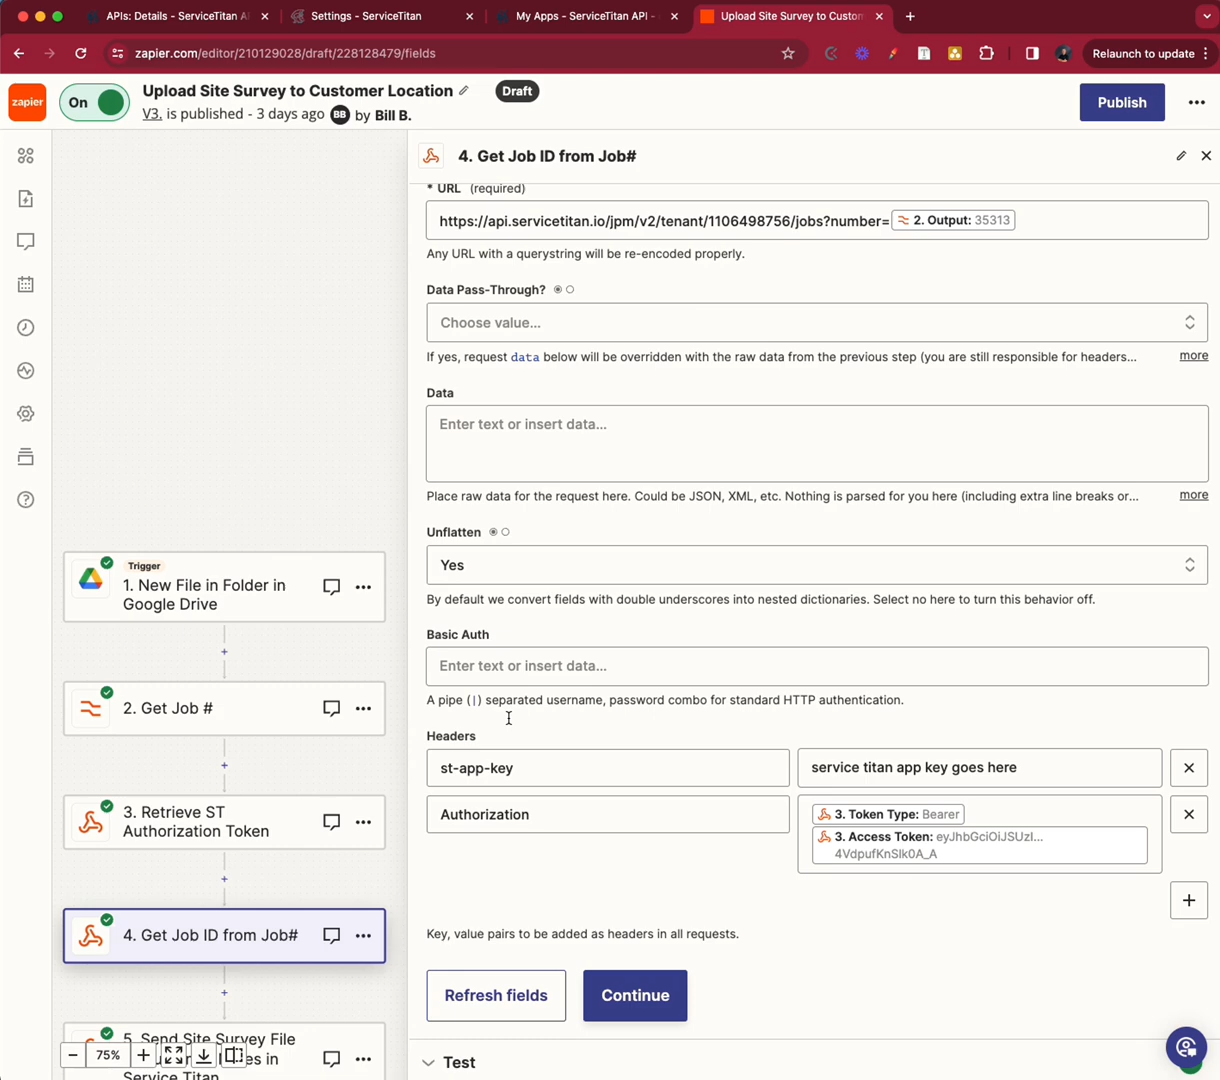 APIs: Details - ServiceTitan A
Settings - ServiceTitan
My Apps - ServiceTitan API -
Upload Site Survey to Custom
zapier.com/editor/210129028/draft/228128479/fields
Relaunch to update
zapier
On
Upload Site Survey to Customer Location
Draft
V3. is published - 3 days ago BB by Bill B.
Publish
4. Get Job ID from Job#
* URL (required)
https://api.servicetitan.io/jpm/v2/tenant/1106498756/jobs?number= 2. Output: 35313
Any URL with a querystring will be re-encoded properly.
Data Pass-Through?
Choose value...
If yes, request data below will be overridden with the raw data from the previous step (you are still responsible for headers... more
Data
Enter text or insert data...
Place raw data for the request here. Could be JSON, XML, etc. Nothing is parsed for you here (including extra line breaks or... more
Unflatten
Yes
By default we convert fields with double underscores into nested dictionaries. Select no here to turn this behavior off.
Basic Auth
Enter text or insert data...
A pipe (|) separated username, password combo for standard HTTP authentication.
Headers
st-app-key
service titan app key goes here
Authorization
3. Token Type: Bearer
3. Access Token: eyJhbGciOiJSUzI...
4VdpufKnSlk0A_A
Key, value pairs to be added as headers in all requests.
Refresh fields
Continue
Test
Trigger
1. New File in Folder in
Google Drive
2. Get Job #
3. Retrieve ST
Authorization Token
4. Get Job ID from Job#
5. Send Site Survey File
es in
Service Titan
75%